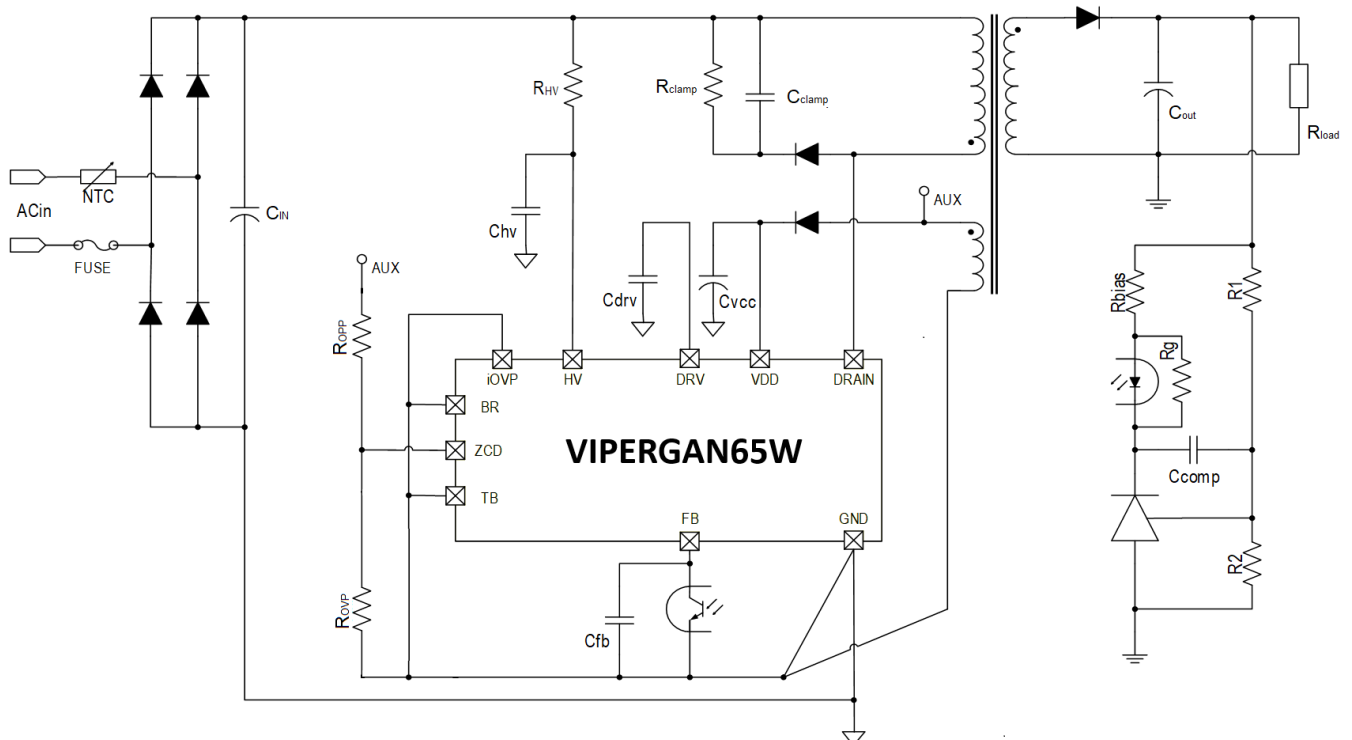 RHV
Rclamp
Cclamp
Cout
Rload
NTC
ACin
CIN
FUSE
Chv
AUX
AUX
Cdrv
Cvcc
ROPP
Rbias
R1
Rg
iOVP
HV
DRV
VDD
DRAIN
BR
ZCD
TB
VIPERGAN65W
Ccomp
FB
GND
R2
ROVP
Cfb